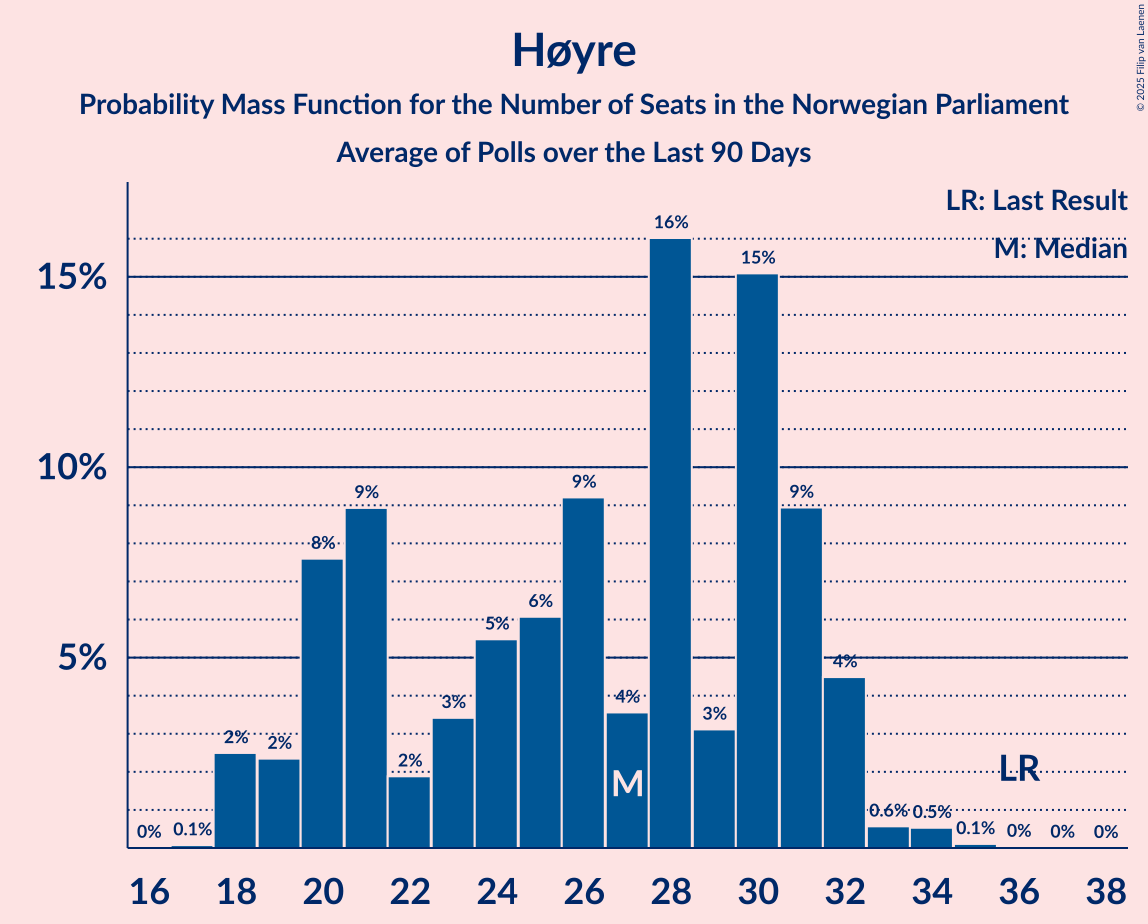 Høyre
Probability Mass Function for the Number of Seats in the Norwegian Parliament
Average of Polls over the Last 90 Days
© 2025 Filip van Laenen
LR: Last Result
M: Median
15%
10%
5%
0% 0.1% 2% 2% 8% 9% 2% 3% 5% 6% 9% 4% 16% 3% 15% 9% 4% 0.6% 0.5% 0.1% 0% 0% 0%
M
LR
16 18 20 22 24 26 28 30 32 34 36 38